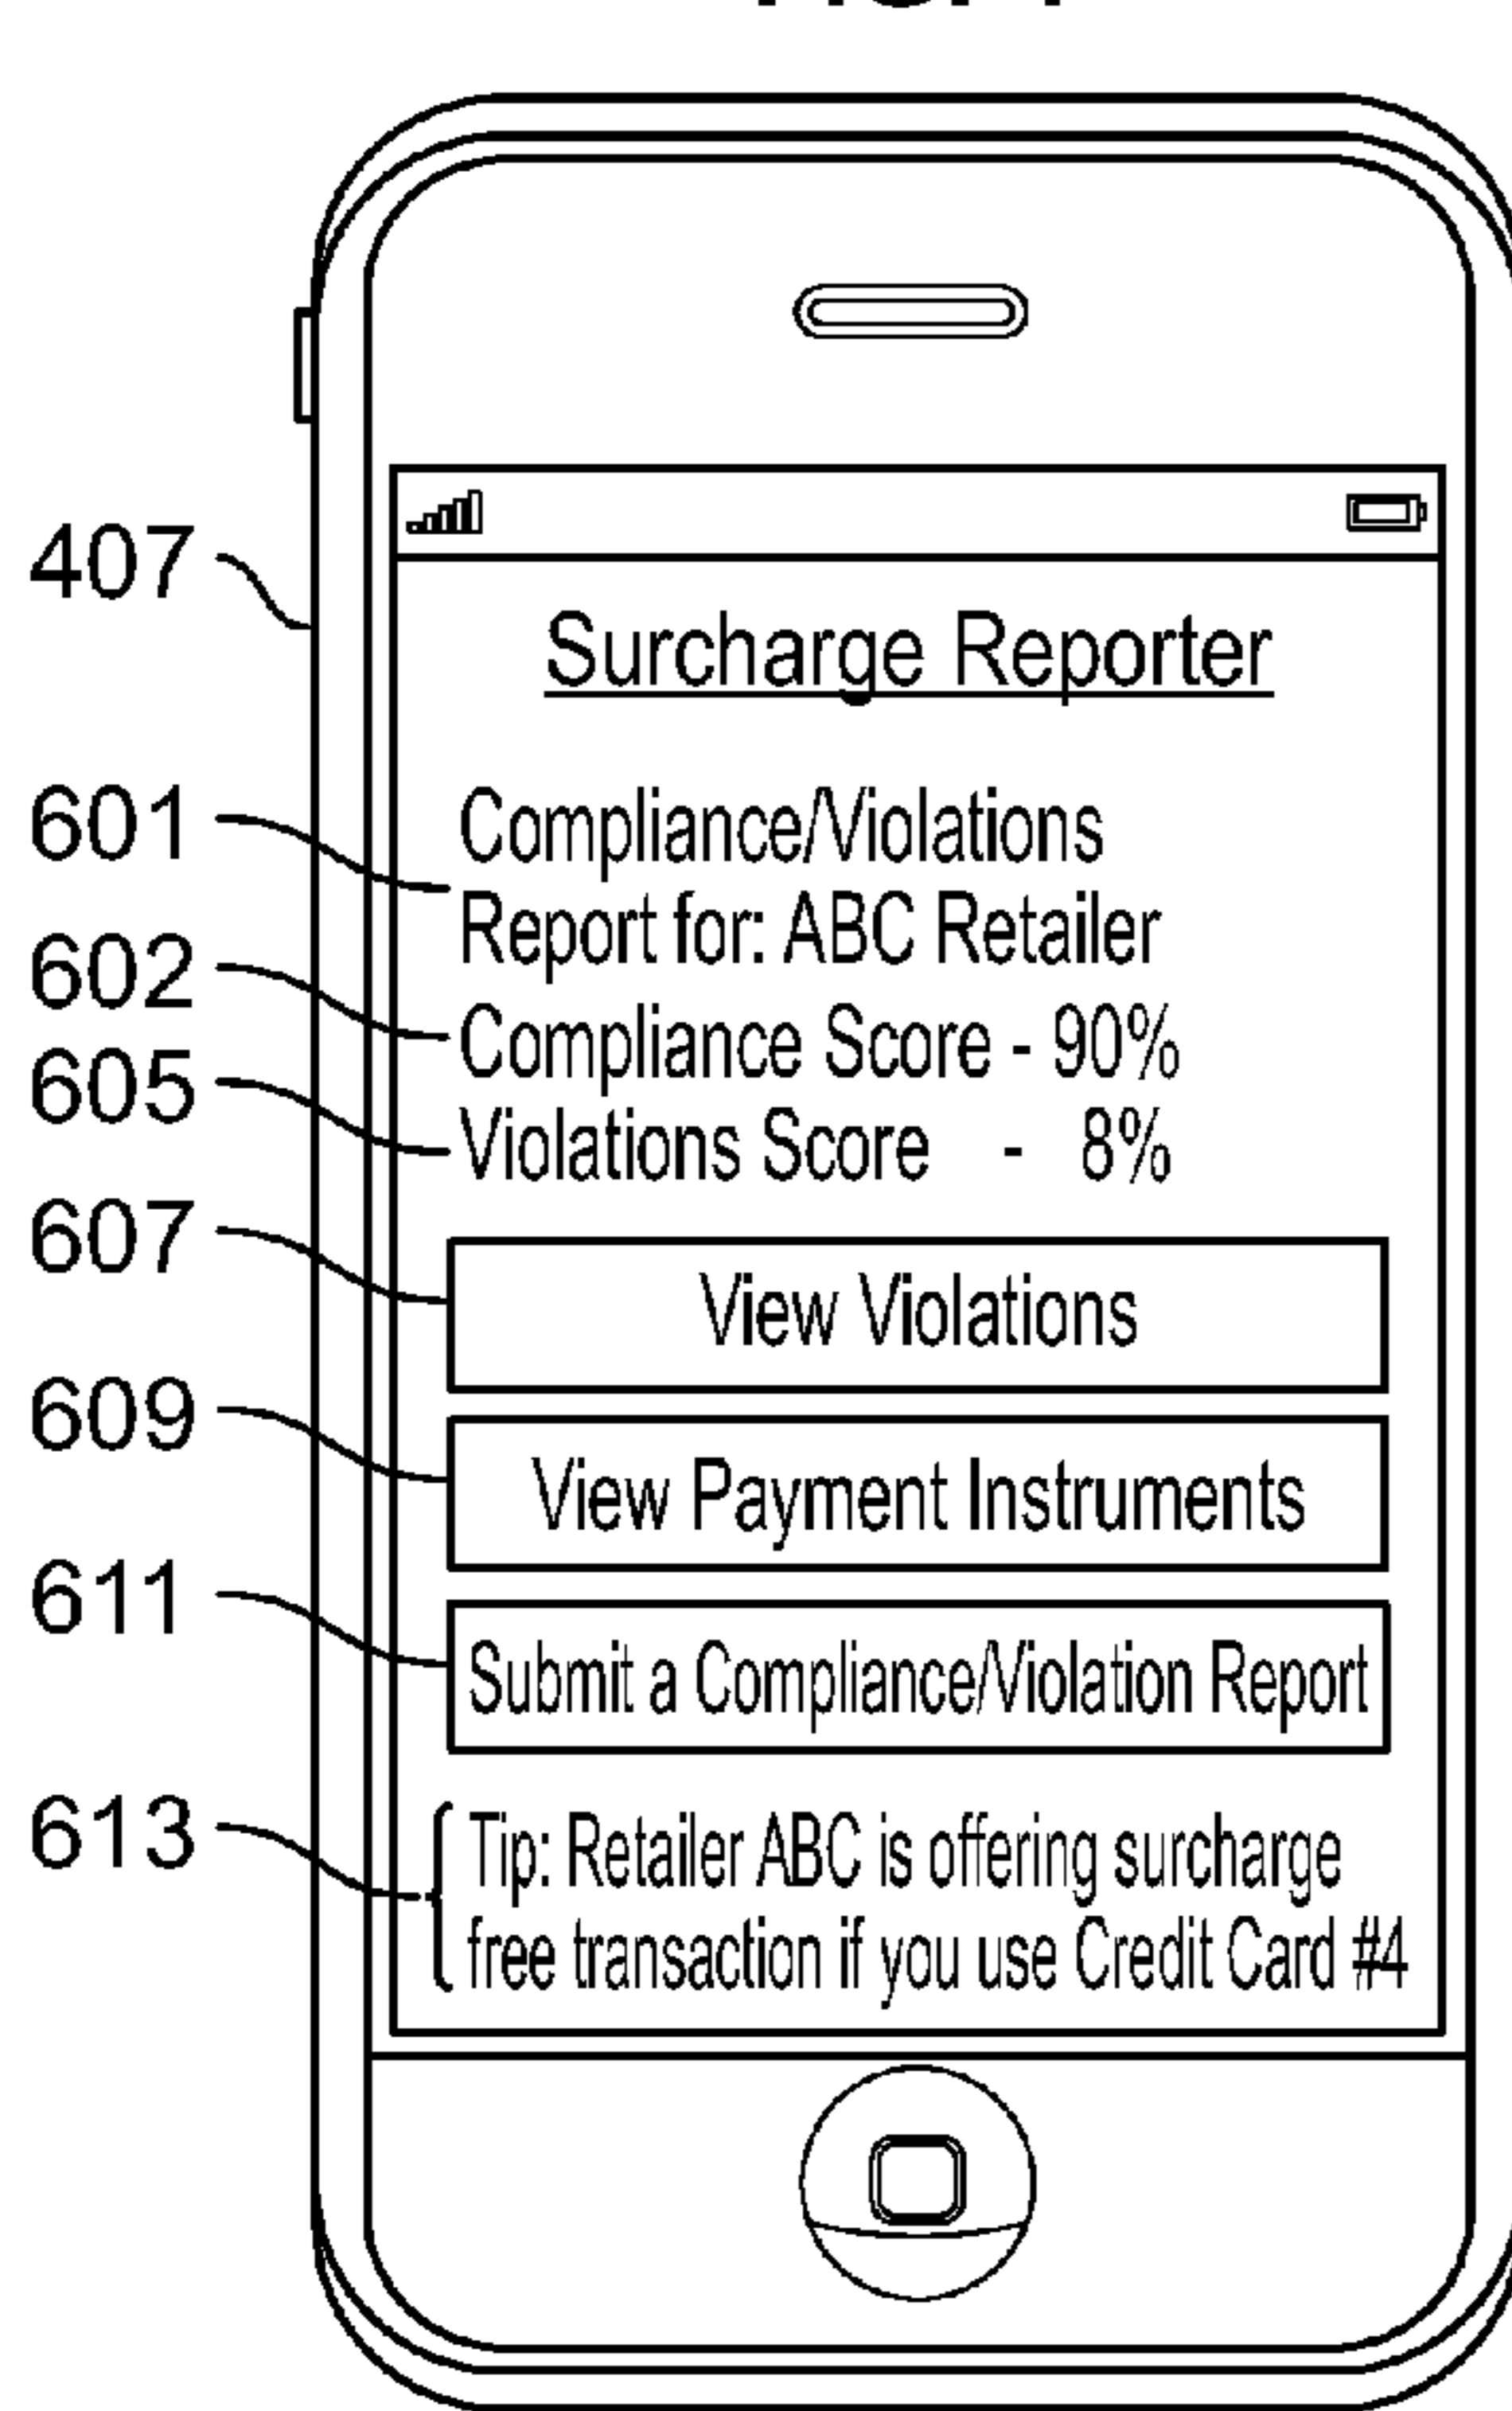 407
Surcharge Reporter
601
Compliance/Violations
Report for: ABC Retailer
602
Compliance Score - 90%
605
Violations Score - 8%
607
View Violations
609
View Payment Instruments
611
Submit a Compliance/Violation Report
613
Tip: Retailer ABC is offering surcharge
free transaction if you use Credit Card #4